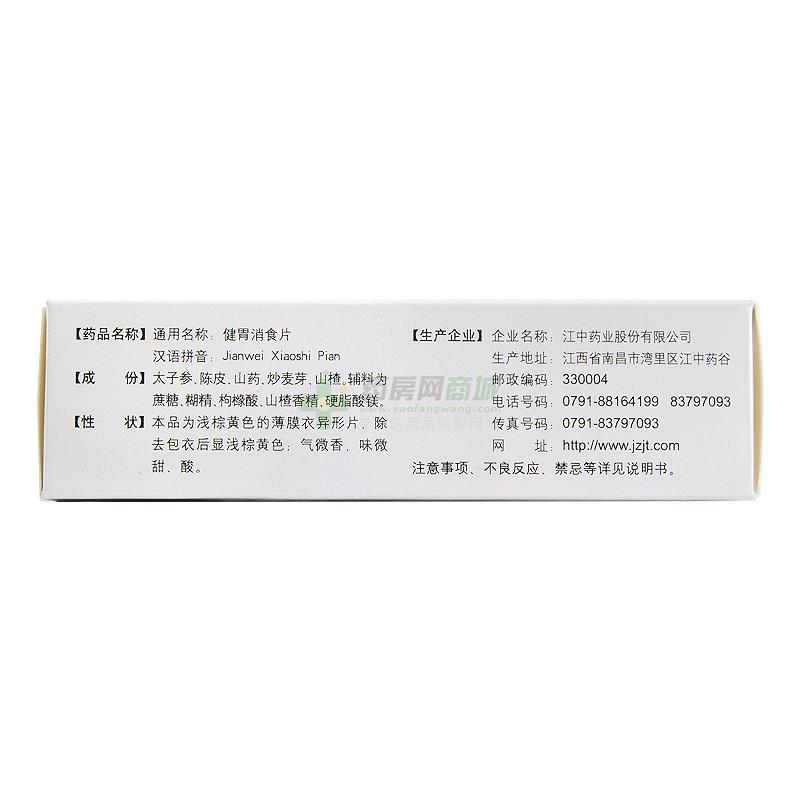 【药品名称】通用名称：健胃消食片
汉语拼音：Jianwei Xiaoshi Pian
【成　份】太子参、陈皮、山药、炒麦芽、山楂。辅料为
蔗糖、糊精、枸橼酸、山楂香精、硬脂酸镁。
【性　状】本品为浅棕黄色的薄膜衣异形片，除
去包衣后显浅棕黄色；气微香，味微
甜、酸。
【生产企业】企业名称：江中药业股份有限公司
生产地址：江西省南昌市湾里区江中药谷
邮政编码：330004
电话号码：0791-88164199 83797093
传真号码：0791-83797093
网　址：http://www.jzjt.com
注意事项、不良反应、禁忌等详见说明书。
药房网商城
www.yaofangwang.com